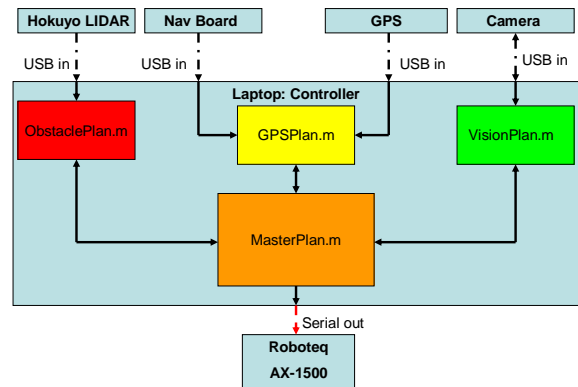 Hokuyo LIDAR
Nav Board
GPS
Camera
USB in
USB in
USB in
USB in
Laptop: Controller
ObstaclePlan.m
GPSPlan.m
VisionPlan.m
MasterPlan.m
Serial out
Roboteq
AX-1500